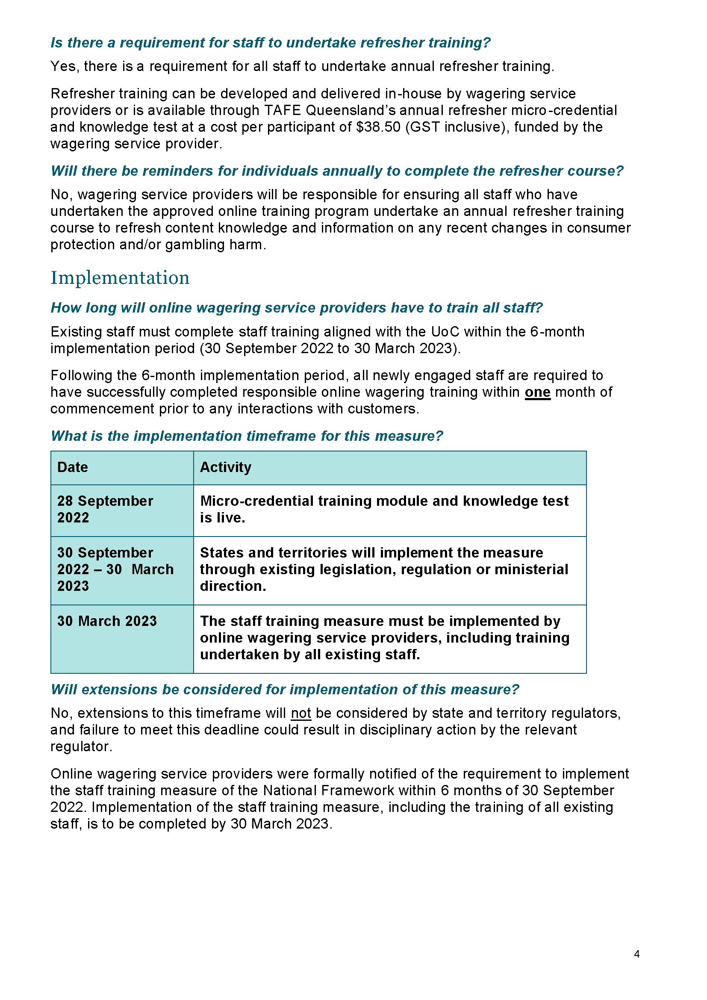 Is there a requirement for staff to undertake refresher training?
Yes, there is a requirement for all staff to undertake annual refresher training.
Refresher training can be developed and delivered in-house by wagering service
providers or is available through TAFE Queensland’s annual refresher micro-credential
and knowledge test at a cost per participant of $38.50 (GST inclusive), funded by the
wagering service provider.
Will there be reminders for individuals annually to complete the refresher course?
No, wagering service providers will be responsible for ensuring all staff who have
undertaken the approved online training program undertake an annual refresher training
course to refresh content knowledge and information on any recent changes in consumer
protection and/or gambling harm.
Implementation
How long will online wagering service providers have to train all staff?
Existing staff must complete staff training aligned with the UoC within the 6-month
implementation period (30 September 2022 to 30 March 2023).
Following the 6-month implementation period, all newly engaged staff are required to
have successfully completed responsible online wagering training within one month of
commencement prior to any interactions with customers.
What is the implementation timeframe for this measure?
Date
Activity
28 September
2022
Micro-credential training module and knowledge test
is live.
30 September
2022 – 30 March
2023
States and territories will implement the measure
through existing legislation, regulation or ministerial
direction.
30 March 2023
The staff training measure must be implemented by
online wagering service providers, including training
undertaken by all existing staff.
Will extensions be considered for implementation of this measure?
No, extensions to this timeframe will not be considered by state and territory regulators,
and failure to meet this deadline could result in disciplinary action by the relevant
regulator.
Online wagering service providers were formally notified of the requirement to implement
the staff training measure of the National Framework within 6 months of 30 September
2022. Implementation of the staff training measure, including the training of all existing
staff, is to be completed by 30 March 2023.
4